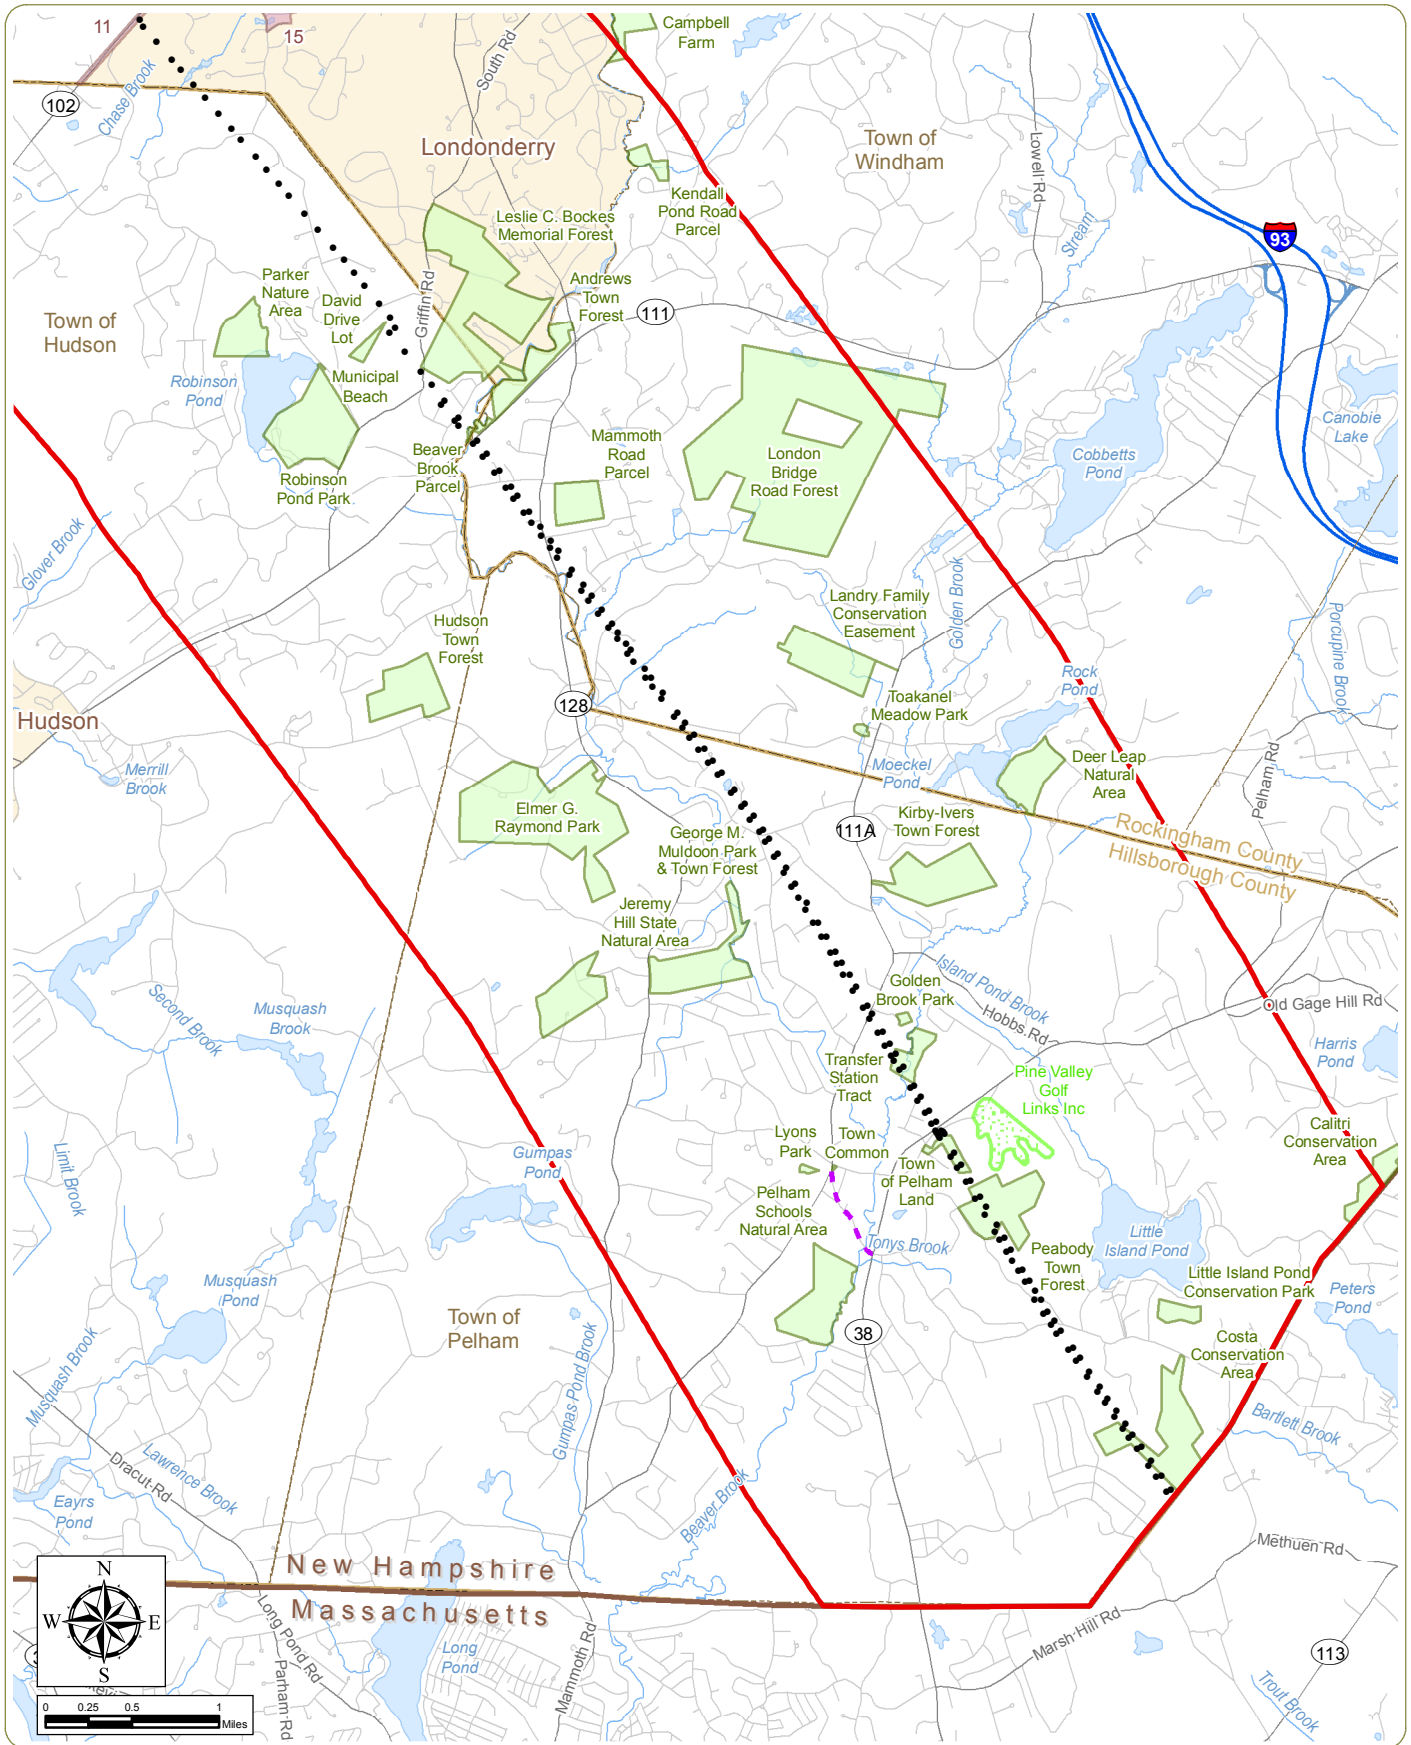 11
15
Campbell
Farm
South Rd
102
Chase Brook
Londonderry
Town of
Windham
Lowell Rd
Kendall
Pond Road
Parcel
Leslie C. Bockes
Memorial Forest
Stream
93
Parker
Nature
Area
David
Drive
Lot
Griffin Rd
Andrews
Town
Forest
111
Town of
Hudson
Robinson
Pond
Municipal
Beach
Canobie
Lake
Beaver
Brook
Parcel
Mammoth
Road
Parcel
London
Bridge
Road Forest
Cobbetts
Pond
Robinson
Pond Park
Glover Brook
Golden Brook
Landry Family
Conservation
Easement
Porcupine Brook
Hudson
Town
Forest
Rock
Pond
Toakanel
Meadow Park
128
Hudson
Merrill
Brook
Moeckel
Pond
Deer Leap
Natural
Area
Pelham Rd
Elmer G.
Raymond Park
George M.
Muldoon Park
& Town Forest
111A
Kirby-Ivers
Town Forest
Rockingham County
Hillsborough County
Jeremy
Hill State
Natural Area
Second Brook
Musquash
Brook
Golden
Brook Park
Island Pond Brook
Hobbs Rd
Old Gage Hill Rd
Harris
Pond
Transfer
Station
Tract
Pine Valley
Golf
Links Inc
Calitri
Conservation
Area
Limit Brook
Gumpas
Pond
Lyons
Park
Town
Common
Town
of Pelham
Land
Pelham
Schools
Natural Area
Tonys Brook
Little
Island Pond
Peabody
Town
Forest
Little Island Pond
Conservation Park
Peters
Pond
Musquash
Pond
Town of
Pelham
38
Costa
Conservation
Area
Musquash Brook
Gumpas Pond Brook
Bartlett Brook
Dracut Rd
Lawrence Brook
Eayrs
Pond
Beaver Brook
Methuen Rd
New Hampshire
Massachusetts
N
W
E
S
Long Pond Rd
Parham Rd
Long
Pond
Mammoth Rd
Marsh Hill Rd
113
Trout Brook
0 0.25 0.5 1
Miles